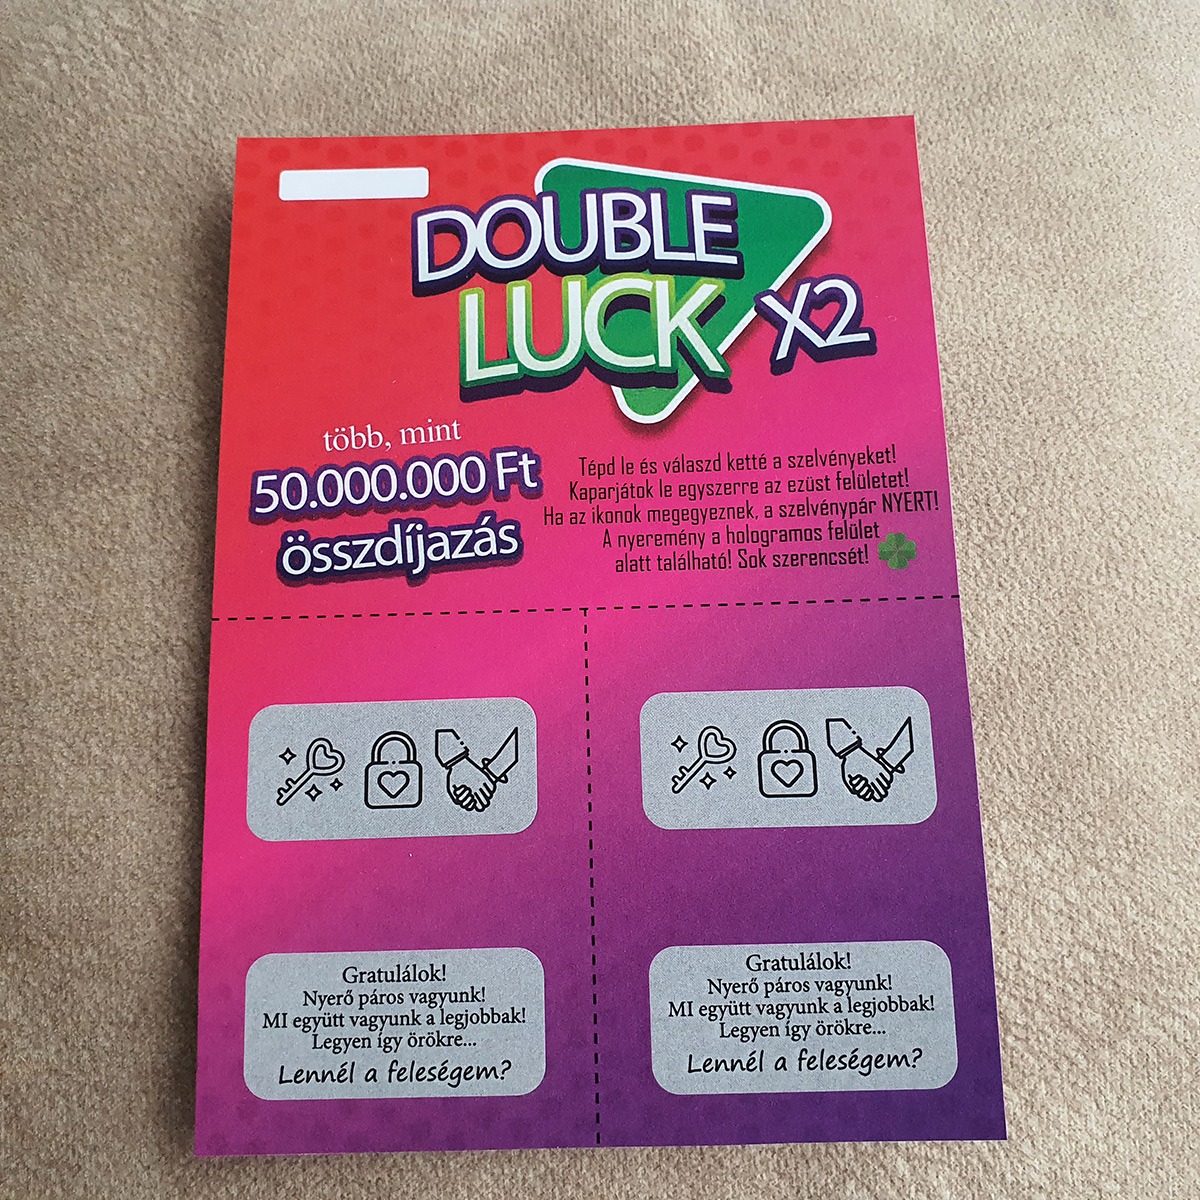 DOUBLE
LUCK X2
több, mint
50.000.000 Ft
összdíjazás
Tépd le és válaszd ketté a szelvényeket!
Kaparjátok le egyszerre az ezüst felületet!
Ha az ikonok megegyeznek, a szelvénypár NYERT!
A nyeremény a hologramos felület
alatt található! Sok szerencsét!
Gratulálok!
Nyerő páros vagyunk!
MI együtt vagyunk a legjobbak!
Legyen így örökre...
Lennél a feleségem?
Gratulálok!
Nyerő páros vagyunk!
MI együtt vagyunk a legjobbak!
Legyen így örökre...
Lennél a feleségem?